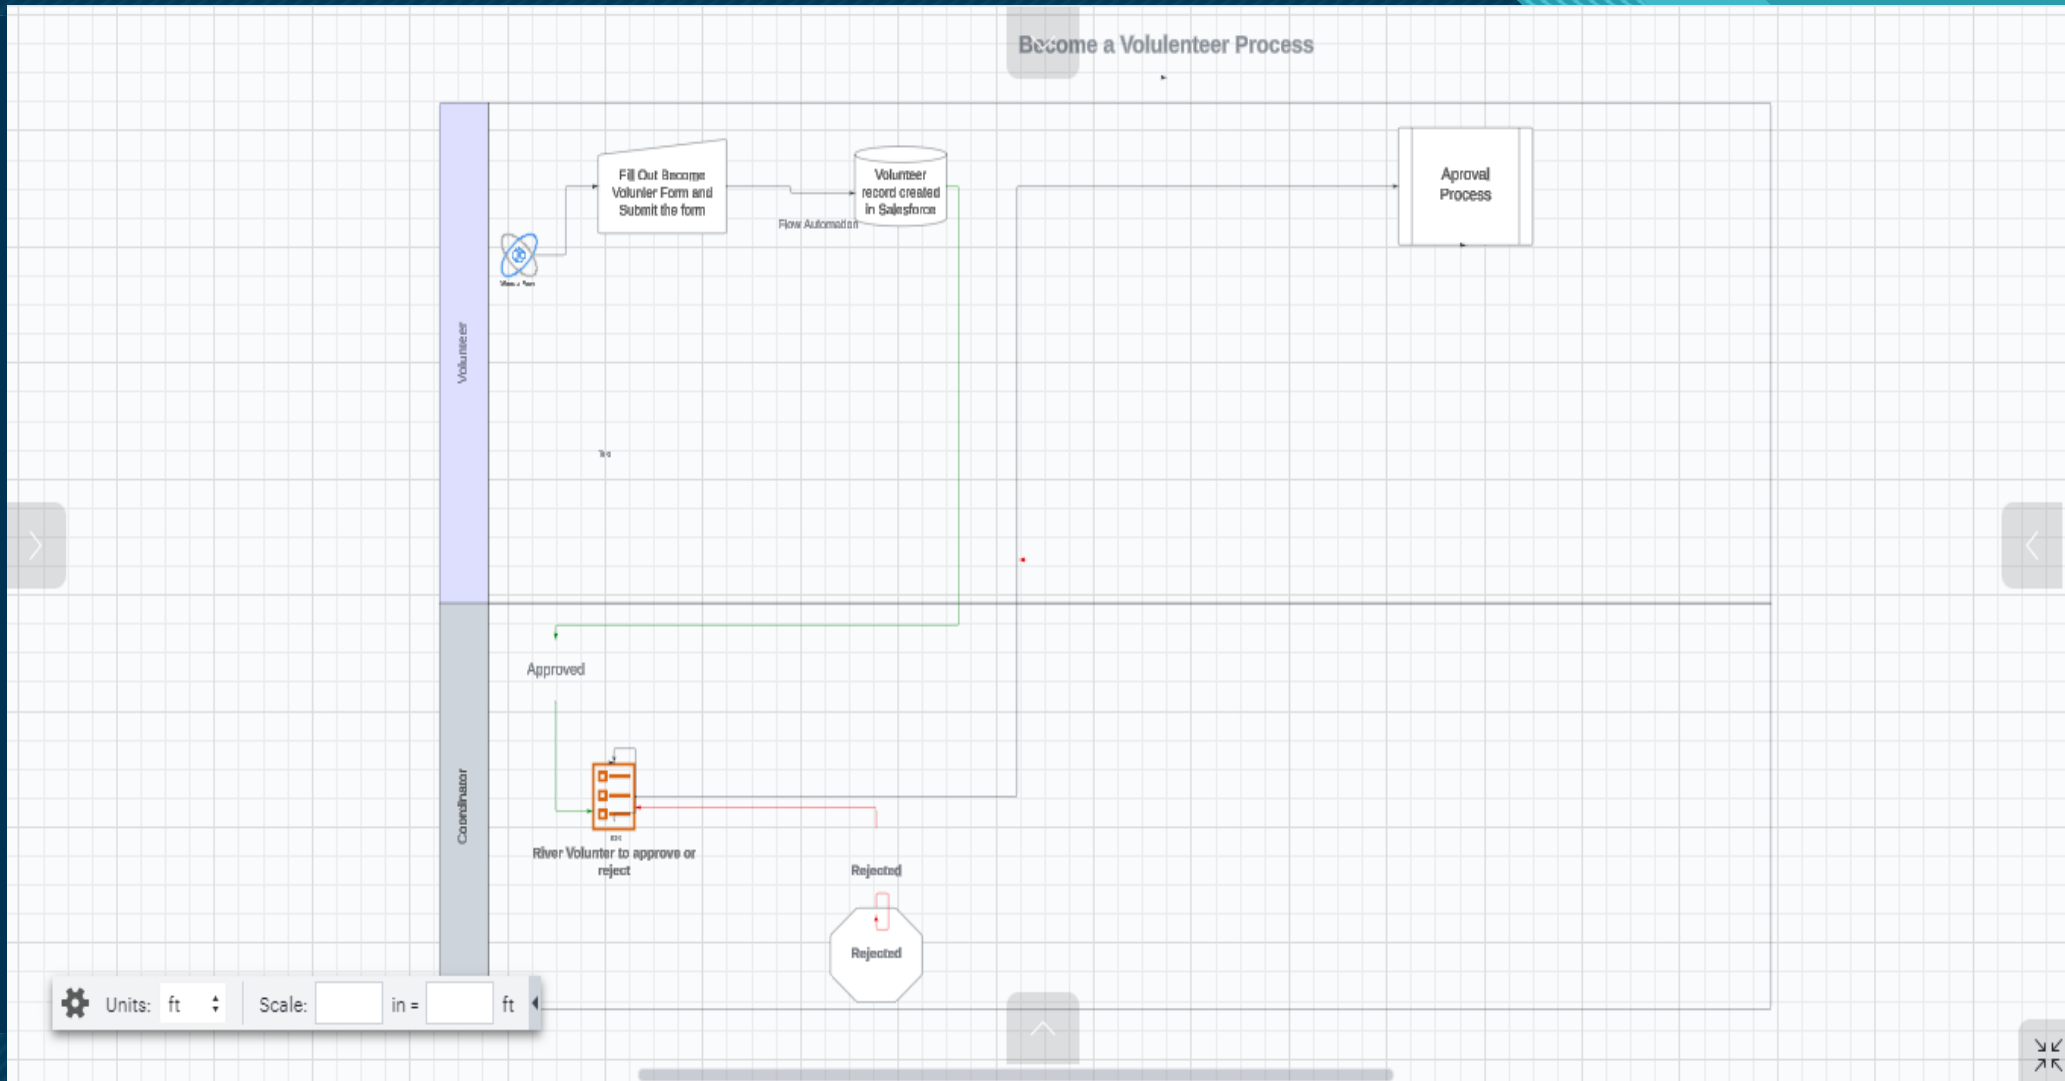 Become a Volulenteer Process
Fill Out Become
Volunier Form and
Submit the form
Volunteer
record created
in Salesforce
Flow Automation
Aproval
Process
Volunteer
Approved
Coordinator
River Volunter to approve or
reject
Rejected
Rejected
Units: ft
Scale: in = ft